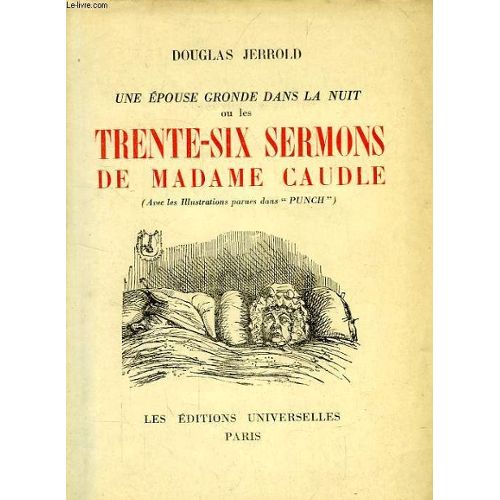 Le-livre.com
DOUGLAS JERROLD
UNE ÉPOUSE GRONDE DANS LA NUIT
ou les
TRENTE-SIX SERMONS
DE MADAME CAUDLE
(Avec les Illustrations parues dans “ PUNCH ”)
LES ÉDITIONS UNIVERSELLES
PARIS